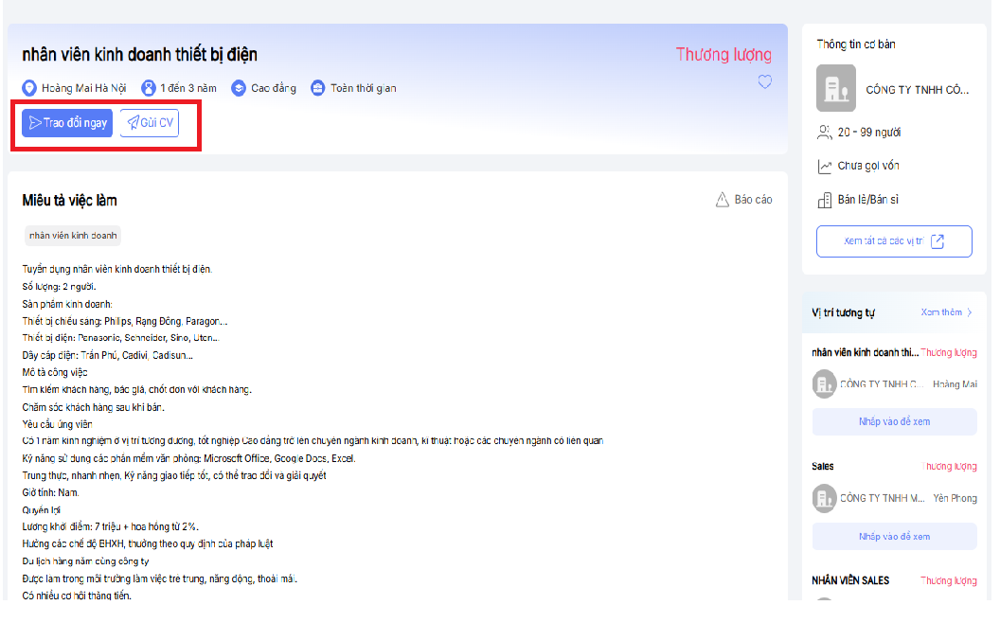 nhân viên kinh doanh thiết bị điện
Thương lượng
Hoàng Mai Hà Nội
1 đến 3 năm
Cao đẳng
Toàn thời gian
Trao đổi ngay
Gửi CV
Miêu tả việc làm
Báo cáo
nhân viên kinh doanh
Tuyển dụng nhân viên kinh doanh thiết bị điện.
Số lượng: 2 người.
Sản phẩm kinh doanh:
Thiết bị chiếu sáng: Philips, Rạng Đông, Paragon...
Thiết bị điện: Panasonic, Schneider, Sino, Uten...
Dây cáp điện: Trần Phú, Cadivi, Cadisun...
Mô tả công việc
Tìm kiếm khách hàng, báo giá, chốt đơn với khách hàng.
Chăm sóc khách hàng sau khi bán.
Yêu cầu ứng viên
Có 1 năm kinh nghiệm ở vị trí tương đương, tốt nghiệp Cao đẳng trở lên chuyên ngành kinh doanh, kĩ thuật hoặc các chuyên ngành có liên quan
Kỹ năng sử dụng các phần mềm văn phòng: Microsoft Office, Google Docs, Excel.
Trung thực, nhanh nhẹn, Kỹ năng giao tiếp tốt, có thể trao đổi và giải quyết
Giới tính: Nam.
Quyền lợi
Lương khởi điểm: 7 triệu + hoa hồng từ 2%.
Hưởng các chế độ BHXH, thưởng theo quy định của pháp luật
Du lịch hàng năm cùng công ty
Được làm trong môi trường làm việc trẻ trung, năng động, thoải mái.
Có nhiều cơ hội thăng tiến.
Thông tin cơ bản
CÔNG TY TNHH CÔ...
20 - 99 người
Chưa gọi vốn
Bán lẻ/Bán sỉ
Xem tất cả các vị trí
Vị trí tương tự
Xem thêm
nhân viên kinh doanh thi... Thương lượng
CÔNG TY TNHH C... Hoàng Mai
Nhấp vào để xem
Sales Thương lượng
CÔNG TY TNHH M... Yên Phong
Nhấp vào để xem
NHÂN VIÊN SALES Thương lượng